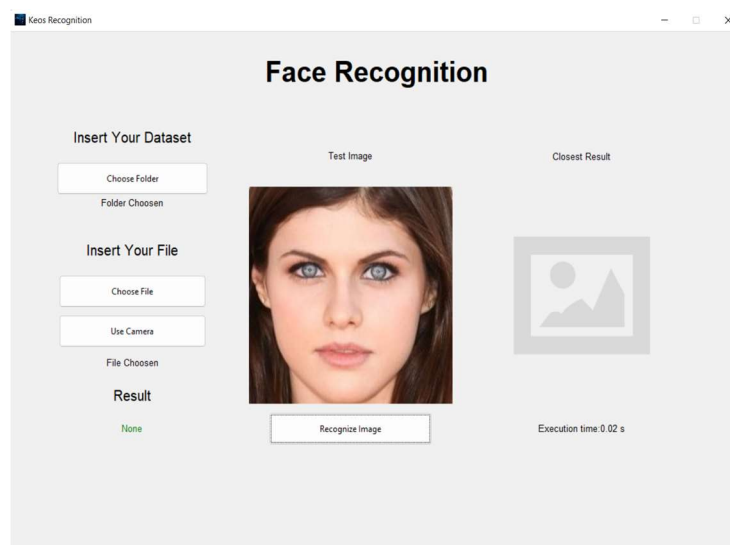 Keos Recognition
Face Recognition
Insert Your Dataset
Choose Folder
Folder Choosen
Insert Your File
Choose File
Use Camera
File Choosen
Result
None
Test Image
Recognize Image
Closest Result
Execution time:0.02 s